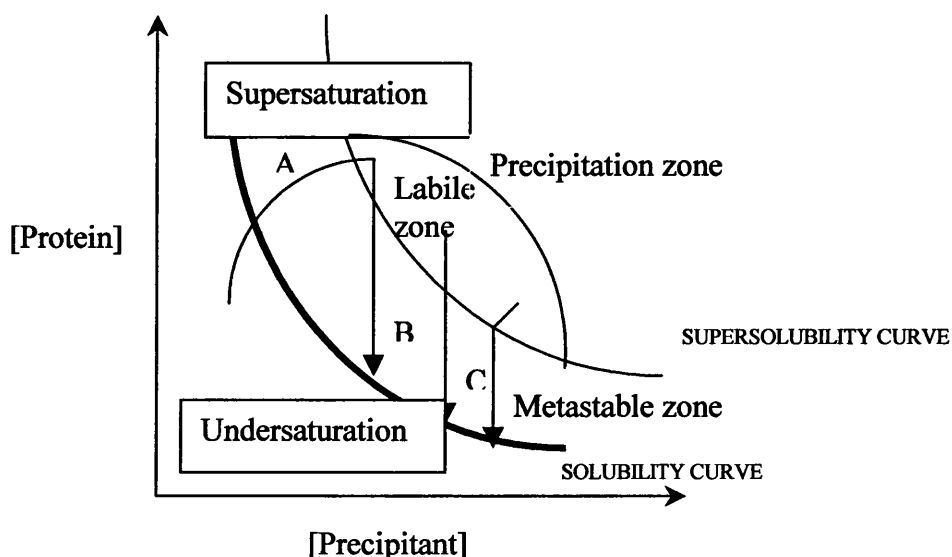 Supersaturation
A
Precipitation zone
Labile
zone
[Protein]
B
SUPERSOLUBILITY CURVE
C
Metastable zone
Undersaturation
SOLUBILITY CURVE
[Precipitant]